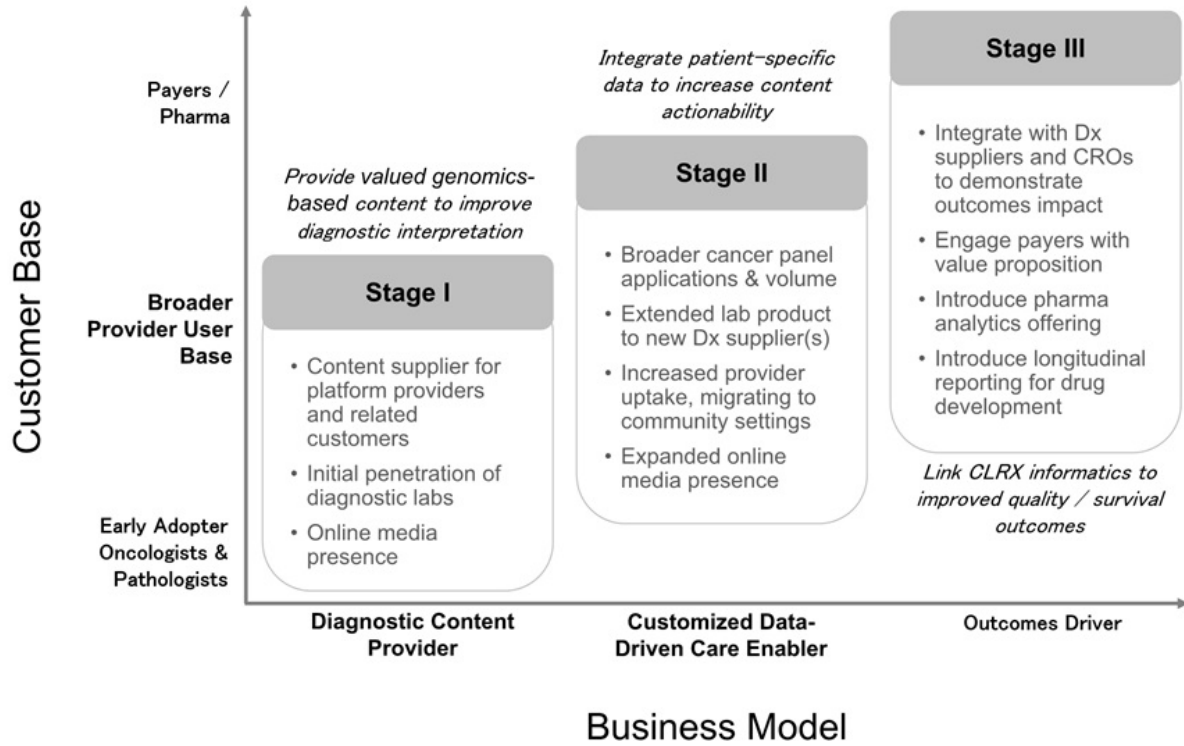 Customer Base
Payers /
Pharma
Broader
Provider User
Base
Early Adopter
Oncologists &
Pathologists
Provide valued genomics-
based content to improve
diagnostic interpretation
Stage I
• Content supplier for
platform providers
and related
customers
• Initial penetration of
diagnostic labs
• Online media
presence
Integrate patient-specific
data to increase content
actionability
Stage II
• Broader cancer panel
applications & volume
• Extended lab product
to new Dx supplier(s)
• Increased provider
uptake, migrating to
community settings
• Expanded online
media presence
Stage III
• Integrate with Dx
suppliers and CROs
to demonstrate
outcomes impact
• Engage payers with
value proposition
• Introduce pharma
analytics offering
• Introduce longitudinal
reporting for drug
development
Link CLRX informatics to
improved quality / survival
outcomes
Diagnostic Content
Provider
Customized Data-
Driven Care Enabler
Outcomes Driver
Business Model